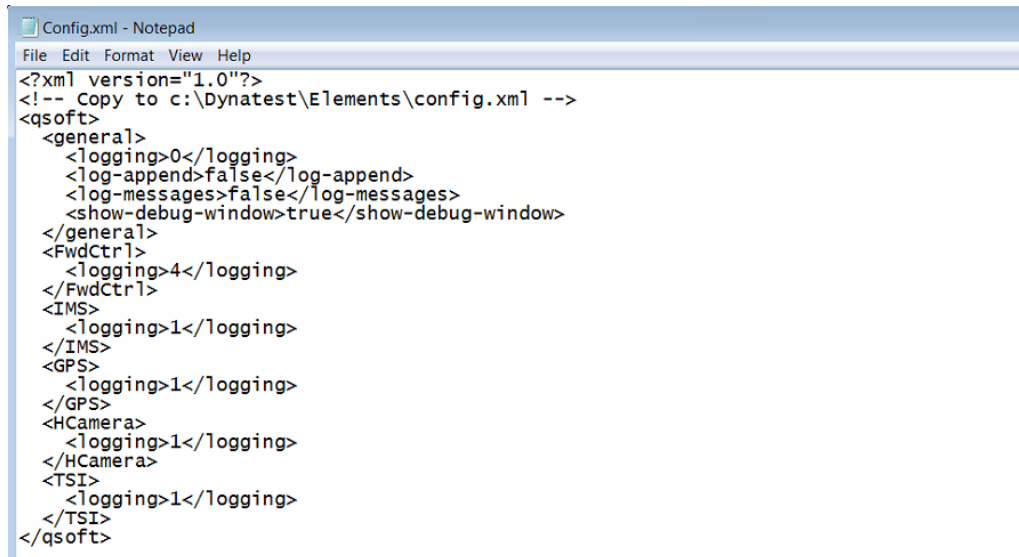 Config.xml - Notepad
File Edit Format View Help
<?xml version="1.0"?>
<!-- Copy to c:\Dynatest\Elements\config.xml -->
<qsoft>
  <general>
    <logging>0</logging>
    <log-append>false</log-append>
    <log-messages>false</log-messages>
    <show-debug-window>true</show-debug-window>
  </general>
  <FwdCtrl>
    <logging>4</logging>
  </FwdCtrl>
  <IMS>
    <logging>1</logging>
  </IMS>
  <GPS>
    <logging>1</logging>
  </GPS>
  <HCamera>
    <logging>1</logging>
  </HCamera>
  <TSI>
    <logging>1</logging>
  </TSI>
</qsoft>